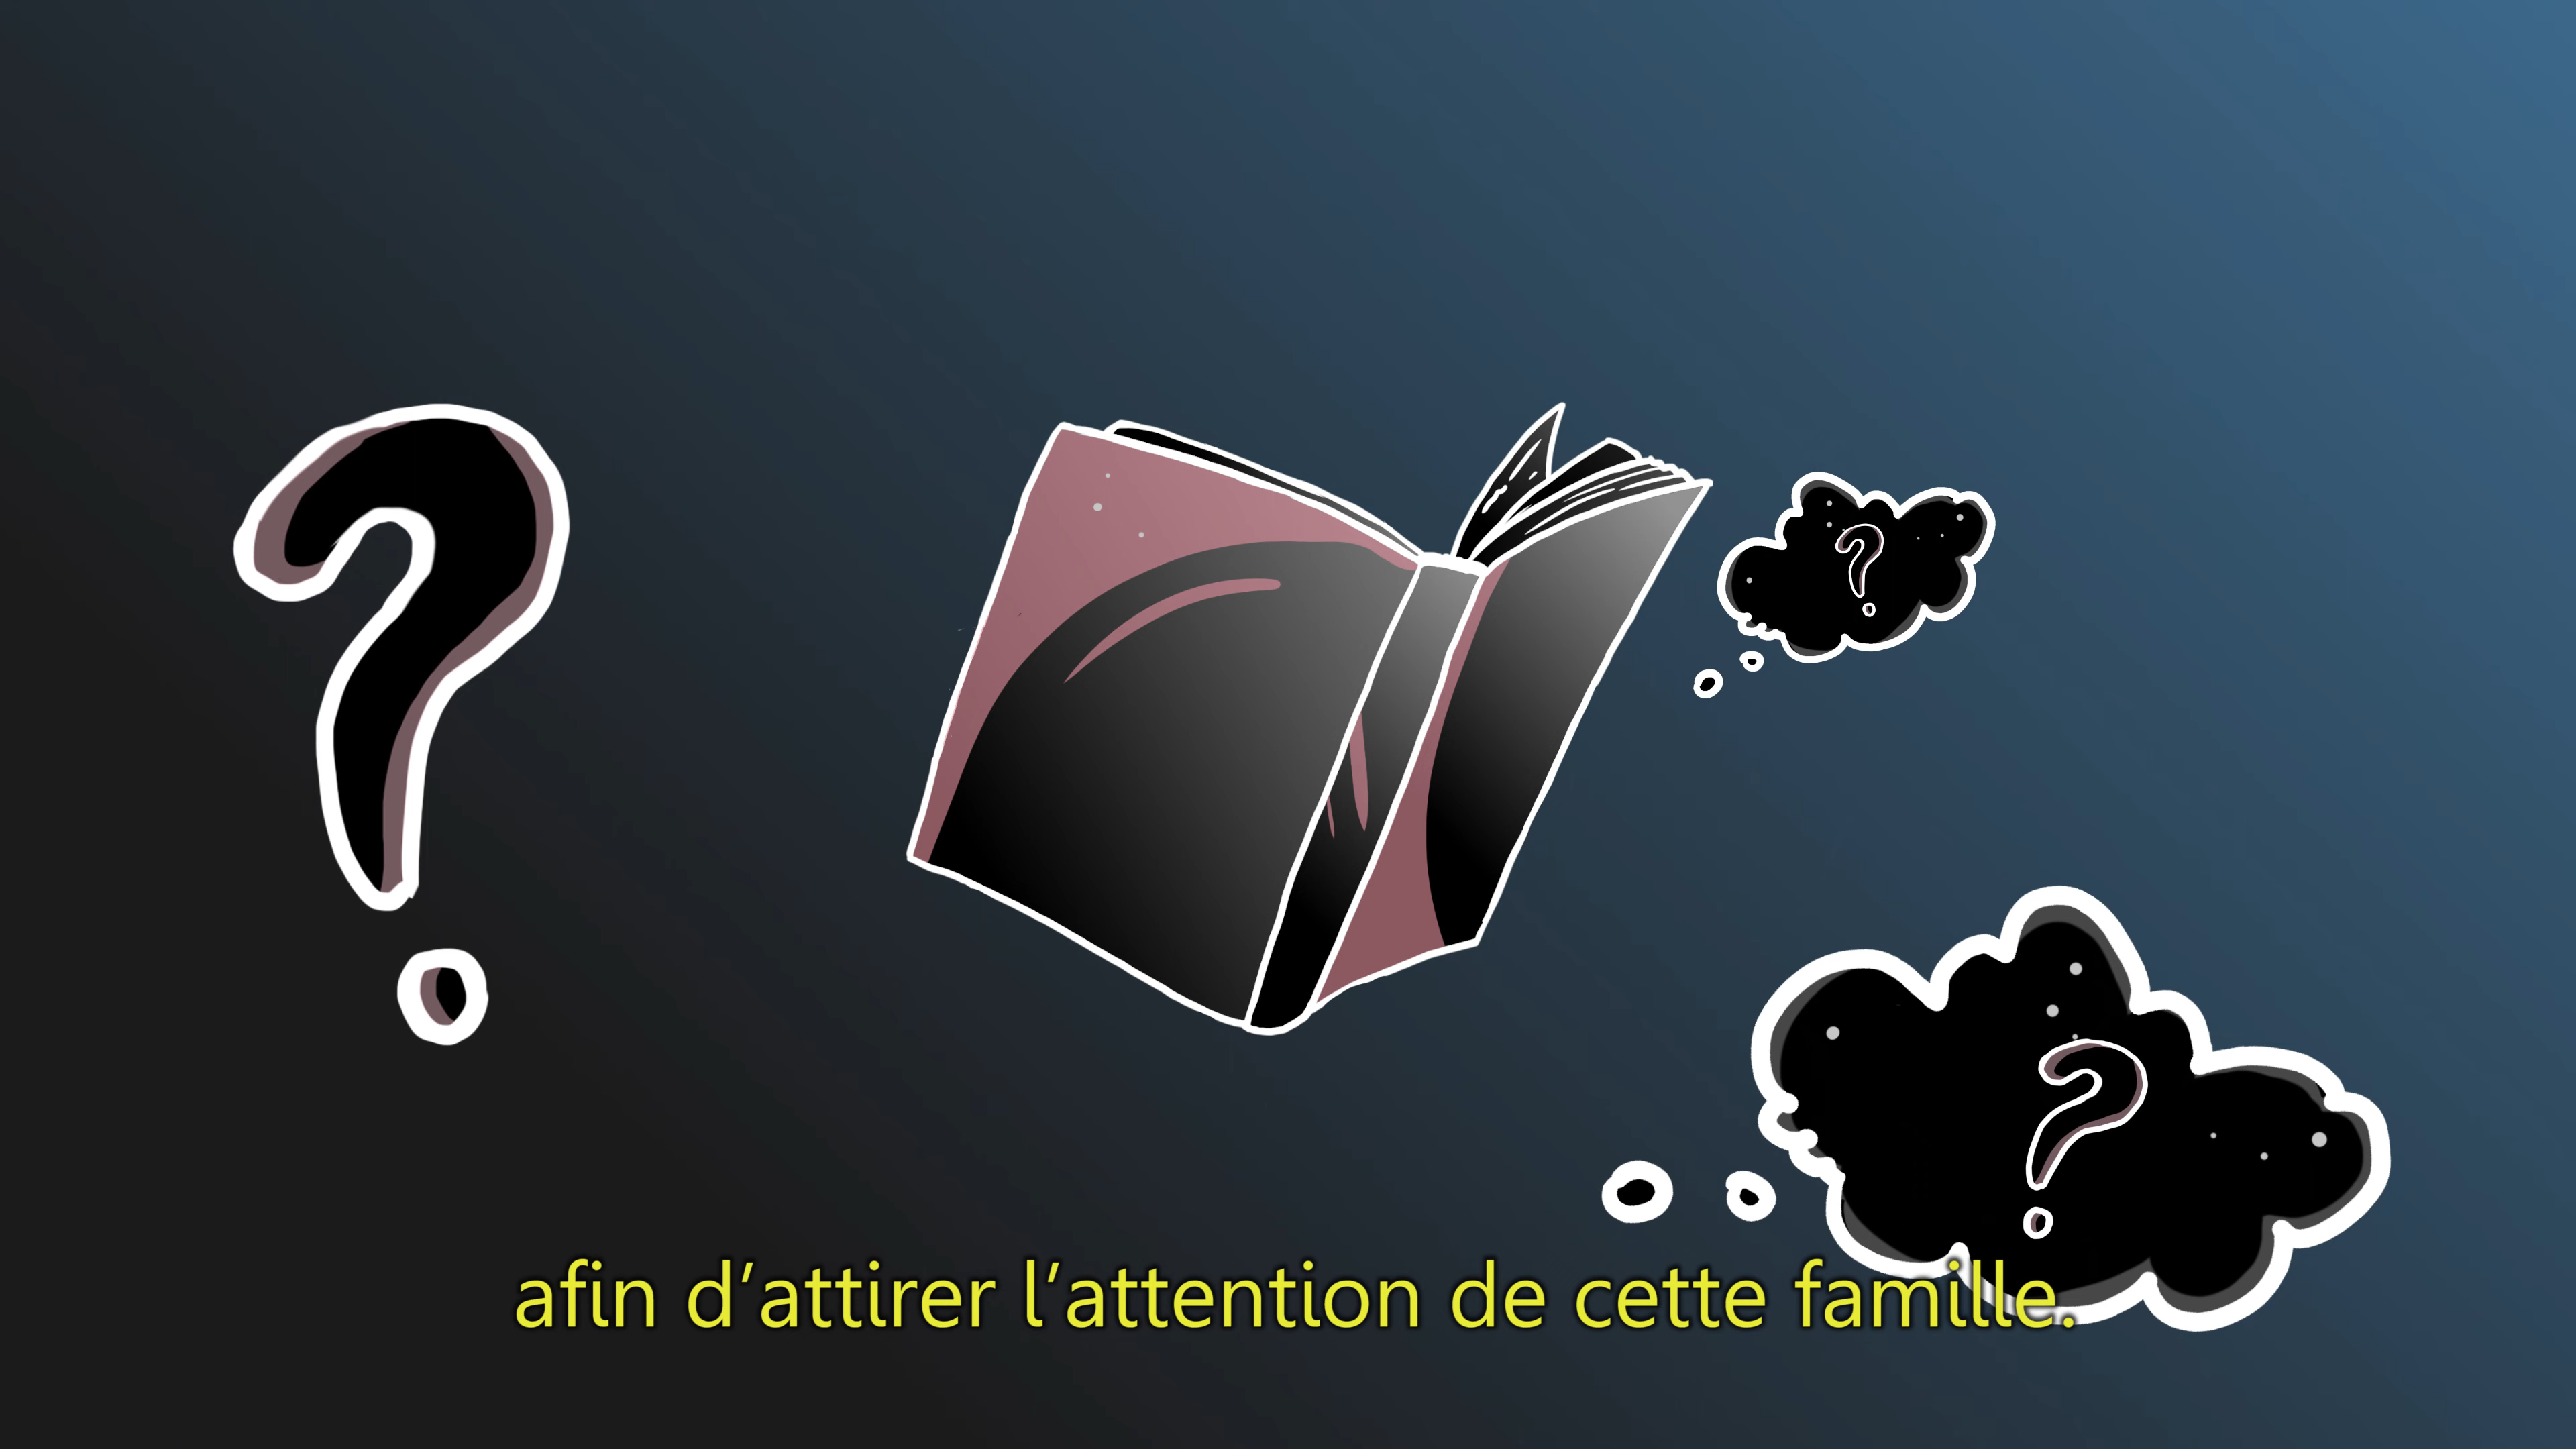 ?
?
?
afin d’attirer l’attention de cette famille.